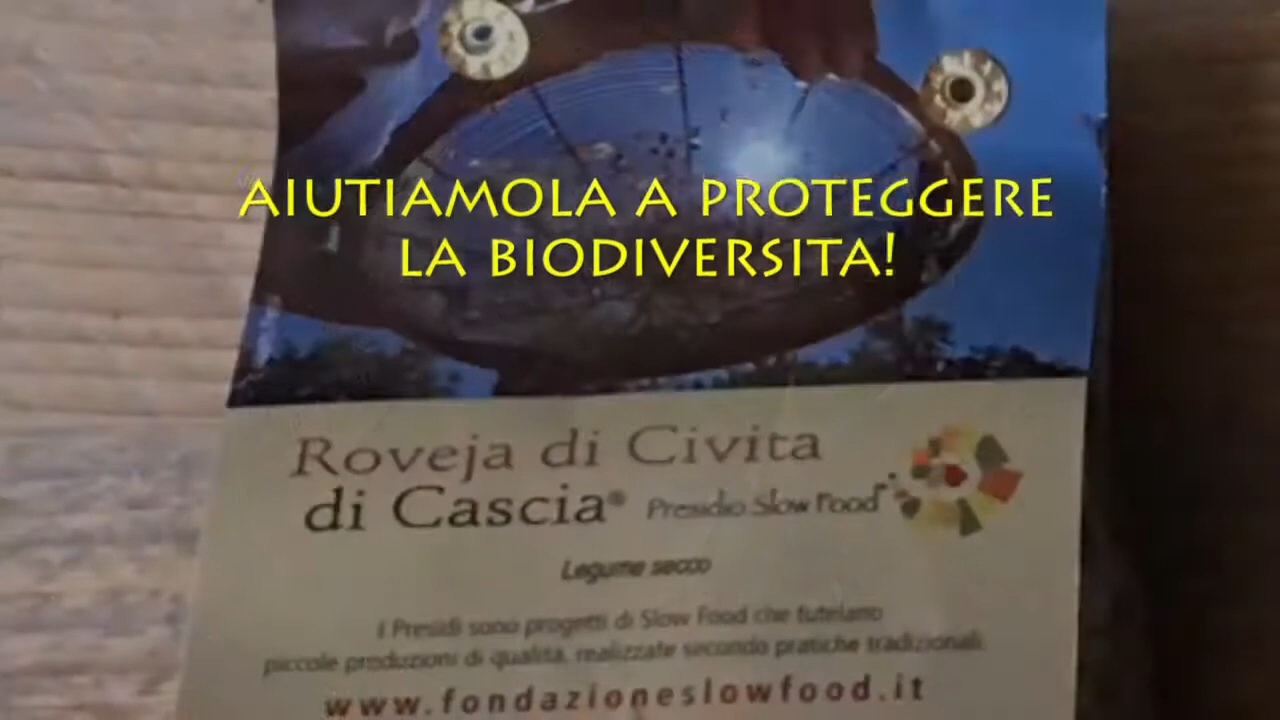 AIUTIAMOLA A PROTEGGERE
LA BIODIVERSITA!
Roveja di Civita
di Cascia® Presidio Slow Food®
Legume secco
I Presìdi sono progetti di Slow Food che tutelano
piccole produzioni di qualità, realizzate secondo pratiche tradizionali.
www.fondazioneslowfood.it